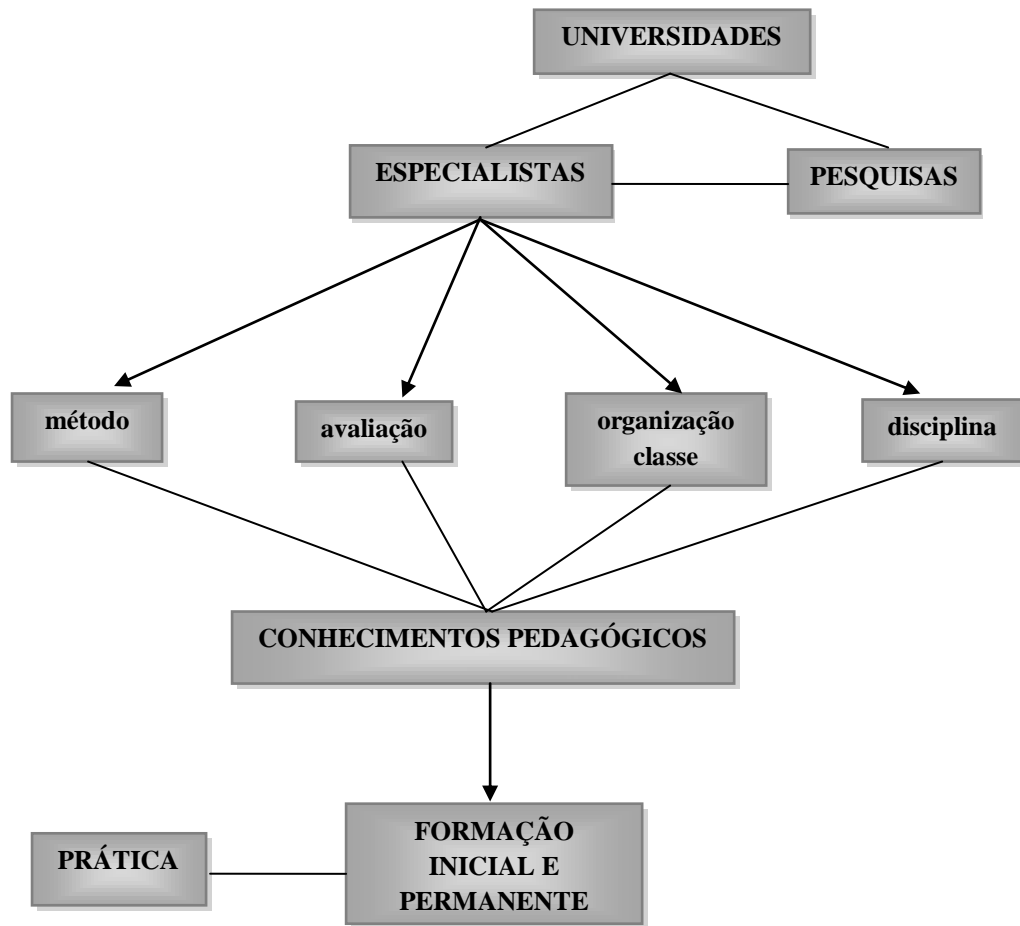 UNIVERSIDADES
ESPECIALISTAS
PESQUISAS
método
avaliação
organização
classe
disciplina
CONHECIMENTOS PEDAGÓGICOS
PRÁTICA
FORMAÇÃO
INICIAL E
PERMANENTE